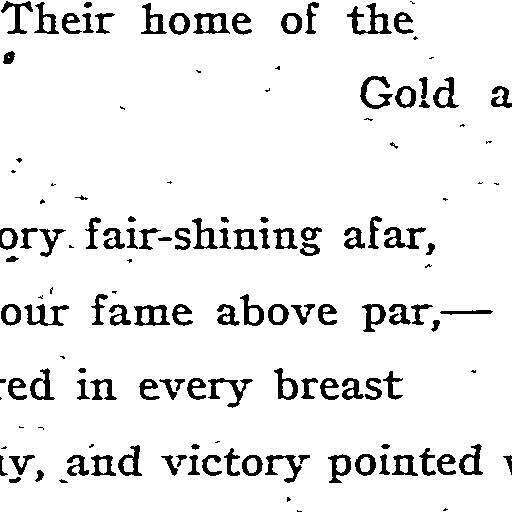 Their home of the
Gold a
ory fair-shining afar,
our fame above par,—
red in every breast
and victory pointed